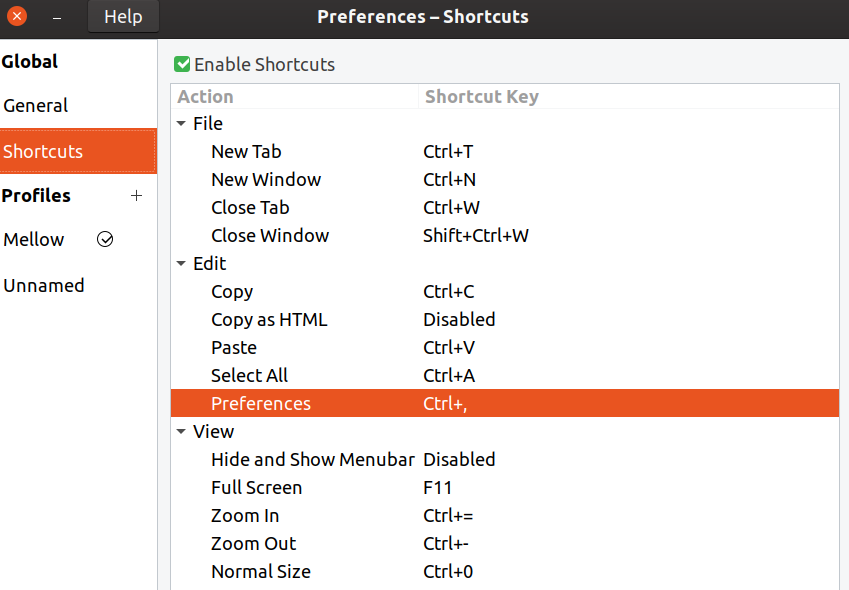 Help
Preferences – Shortcuts
Global
General
Shortcuts
Profiles
Mellow
Unnamed
Enable Shortcuts
Action Shortcut Key
File
New Tab Ctrl+T
New Window Ctrl+N
Close Tab Ctrl+W
Close Window Shift+Ctrl+W
Edit
Copy Ctrl+C
Copy as HTML Disabled
Paste Ctrl+V
Select All Ctrl+A
Preferences Ctrl+,
View
Hide and Show Menubar Disabled
Full Screen F11
Zoom In Ctrl+=
Zoom Out Ctrl+-
Normal Size Ctrl+0